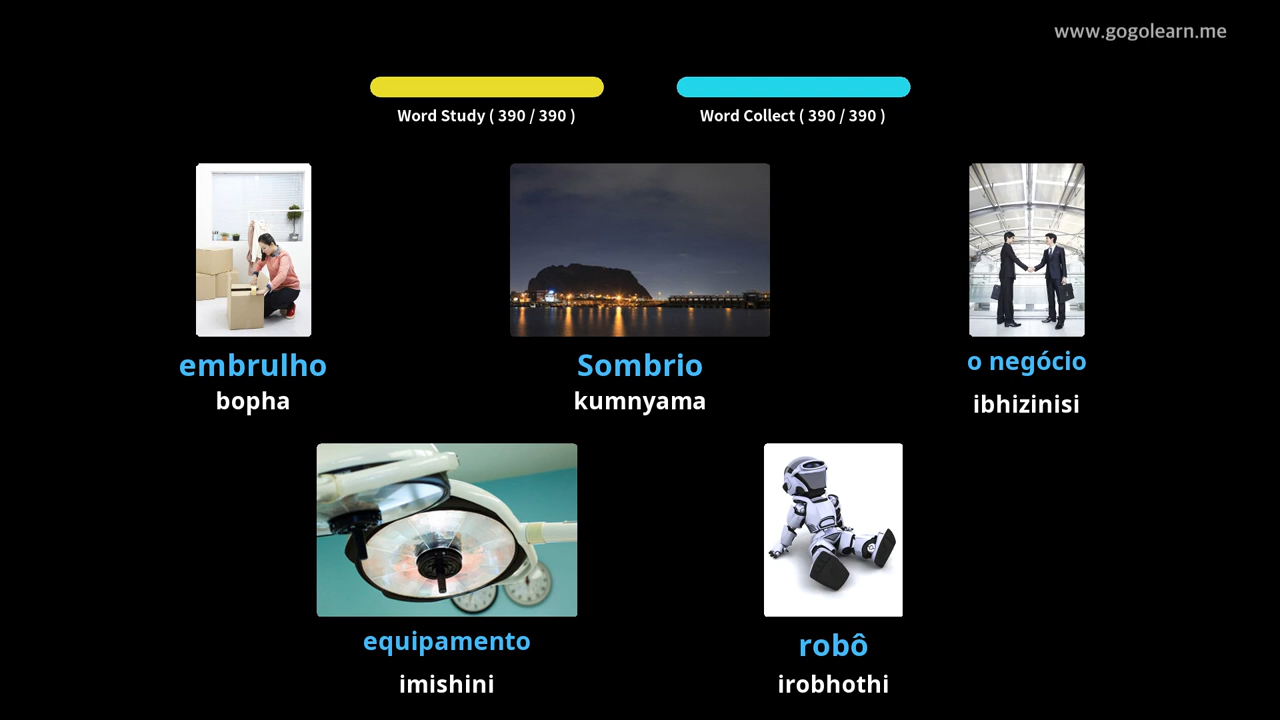 www.gogolearn.me
Word Study ( 390 / 390 )
Word Collect ( 390 / 390 )
embrulho
bopha
Sombrio
kumnyama
o negócio
ibhizinisi
equipamento
imishini
robô
irobhothi